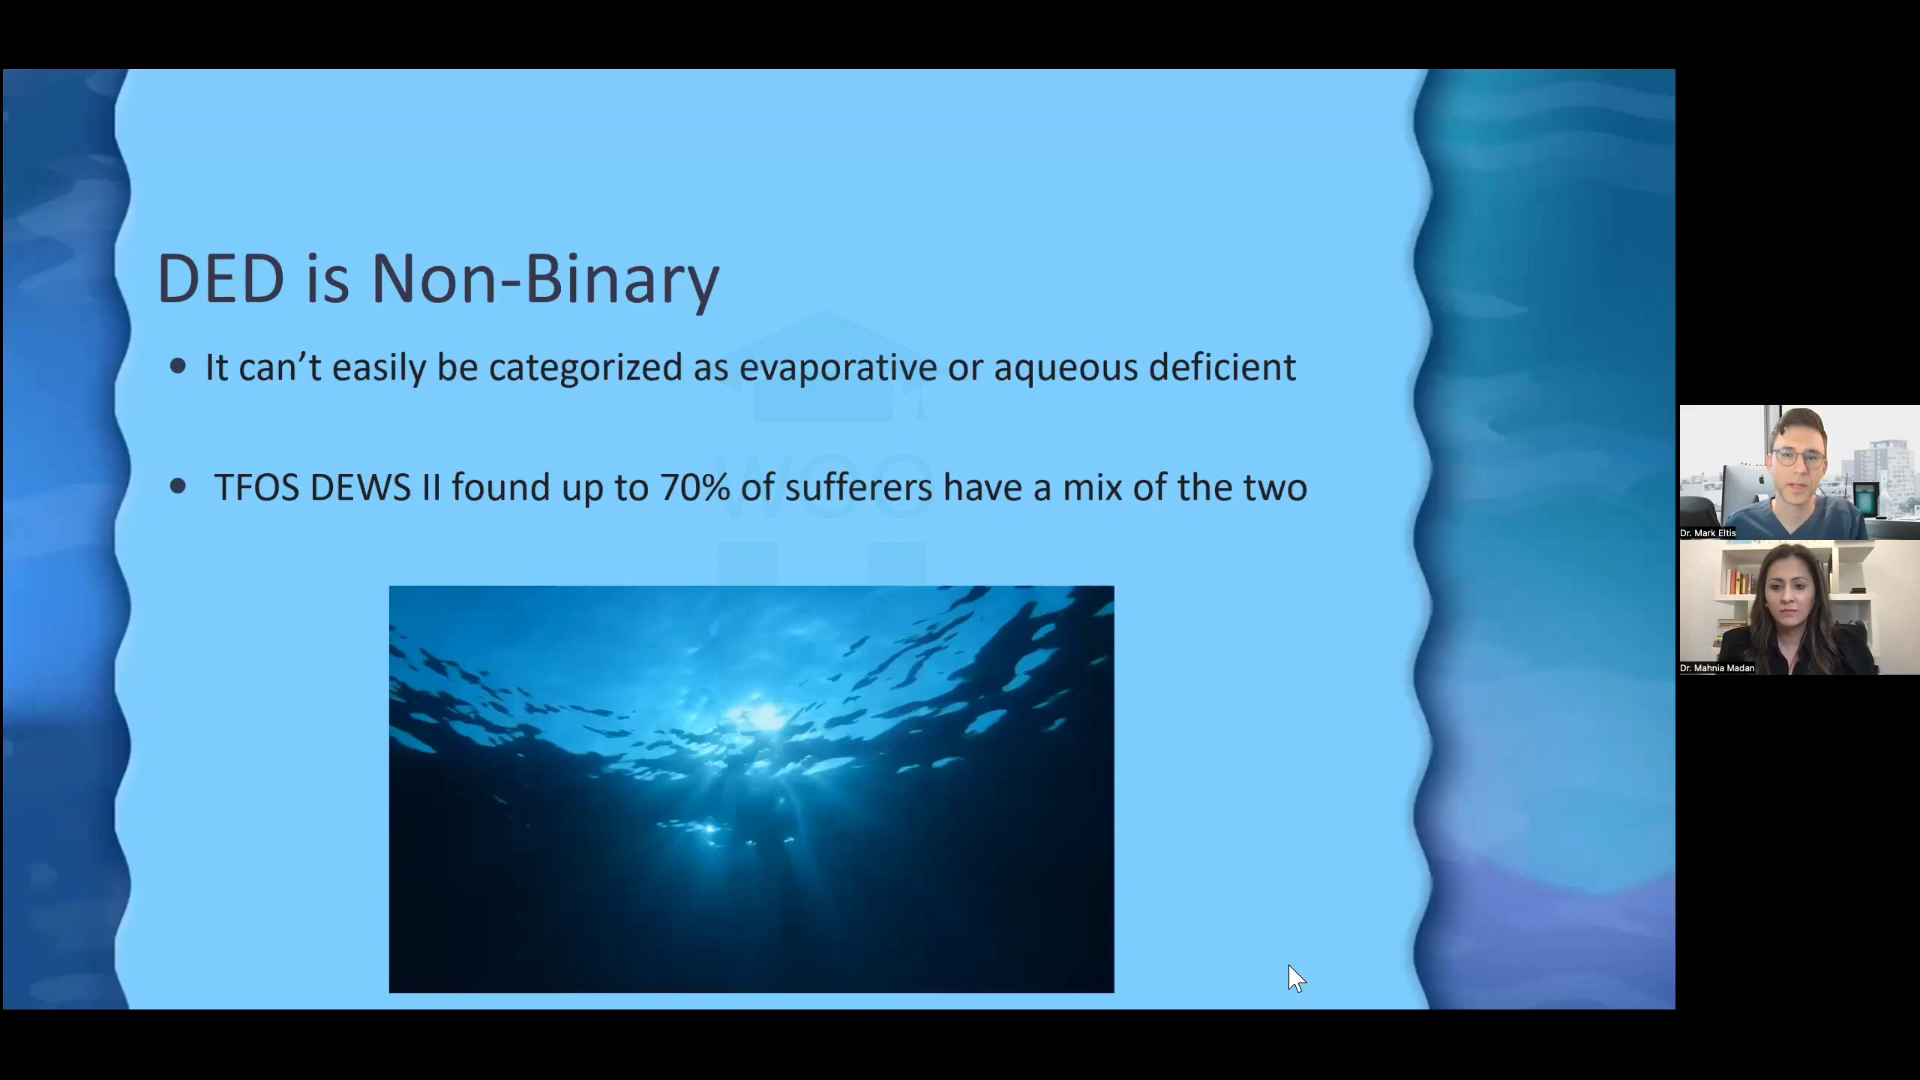 DED is Non-Binary
• It can’t easily be categorized as evaporative or aqueous deficient
• TFOS DEWS II found up to 70% of sufferers have a mix of the two
WOO
Dr. Mark Eltis
Dr. Mahnia Madan